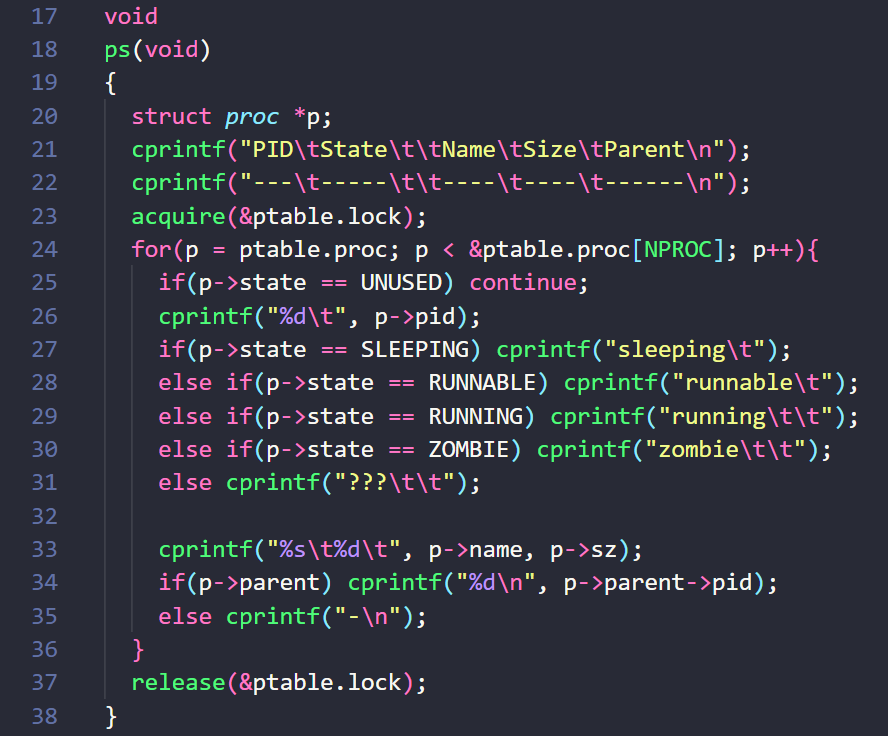 17 void
18 ps(void)
19 {
20   struct proc *p;
21   cprintf("PID\tState\t\tName\tSize\tParent\n");
22   cprintf("---\t-----\t\t----\t----\t------\n");
23   acquire(&ptable.lock);
24   for(p = ptable.proc; p < &ptable.proc[NPROC]; p++){
25     if(p->state == UNUSED) continue;
26     cprintf("%d\t", p->pid);
27     if(p->state == SLEEPING) cprintf("sleeping\t");
28     else if(p->state == RUNNABLE) cprintf("runnable\t");
29     else if(p->state == RUNNING) cprintf("running\t\t");
30     else if(p->state == ZOMBIE) cprintf("zombie\t\t");
31     else cprintf("???\t\t");
32
33     cprintf("%s\t%d\t", p->name, p->sz);
34     if(p->parent) cprintf("%d\n", p->parent->pid);
35     else cprintf("-\n");
36   }
37   release(&ptable.lock);
38 }